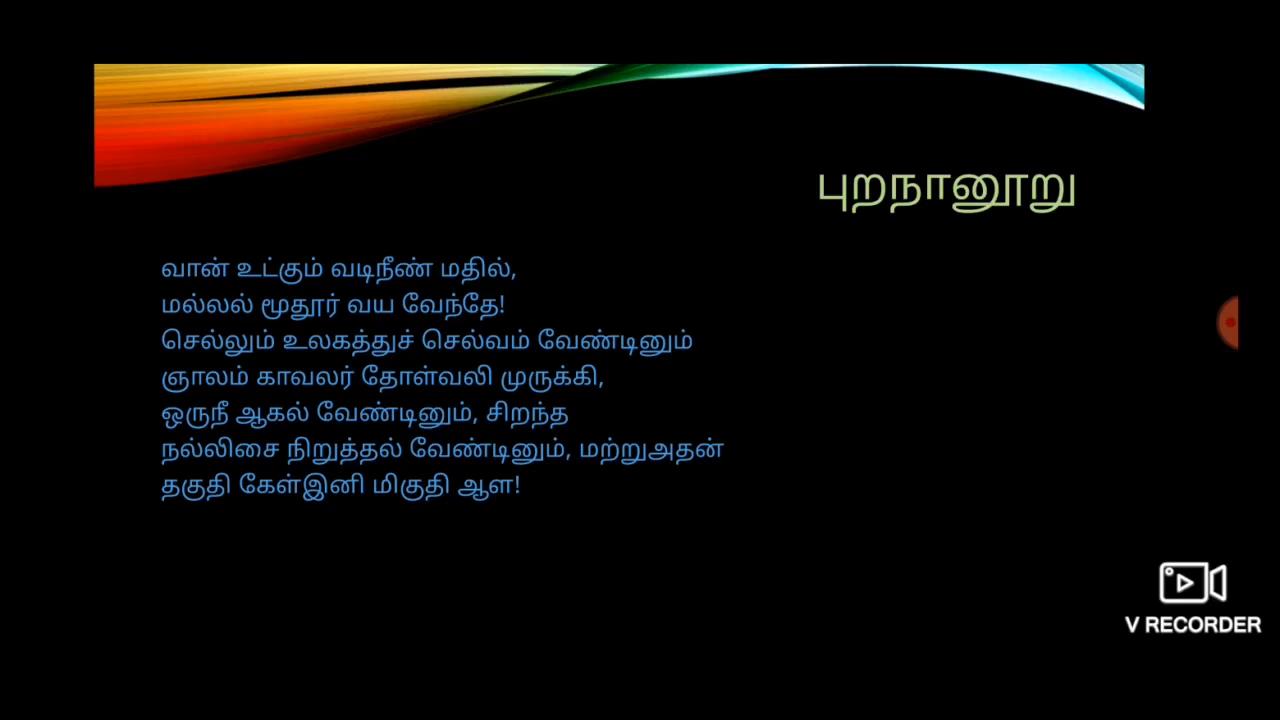 புறநானூறு
வான் உட்கும் வடிநீண் மதில்,
மல்லல் மூதூர் வய வேந்தே!
செல்லும் உலகத்துச் செல்வம் வேண்டினும்
ஞாலம் காவலர் தோள்வலி முருக்கி,
ஒருநீ ஆகல் வேண்டினும், சிறந்த
நல்லிசை நிறுத்தல் வேண்டினும், மற்றுஅதன்
தகுதி கேள்இனி மிகுதி ஆள!
V RECORDER